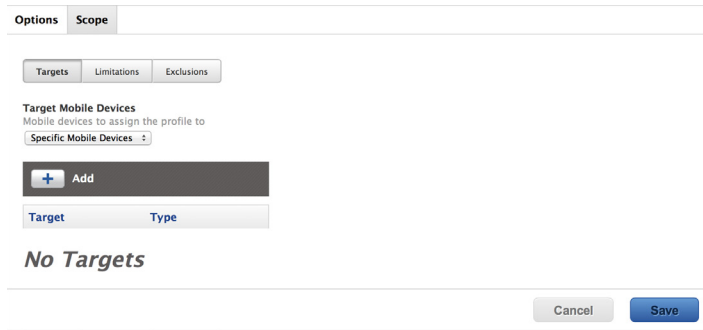 Options Scope
Targets Limitations Exclusions
Target Mobile Devices
Mobile devices to assign the profile to
Specific Mobile Devices
+ Add
Target Type
No Targets
Cancel Save